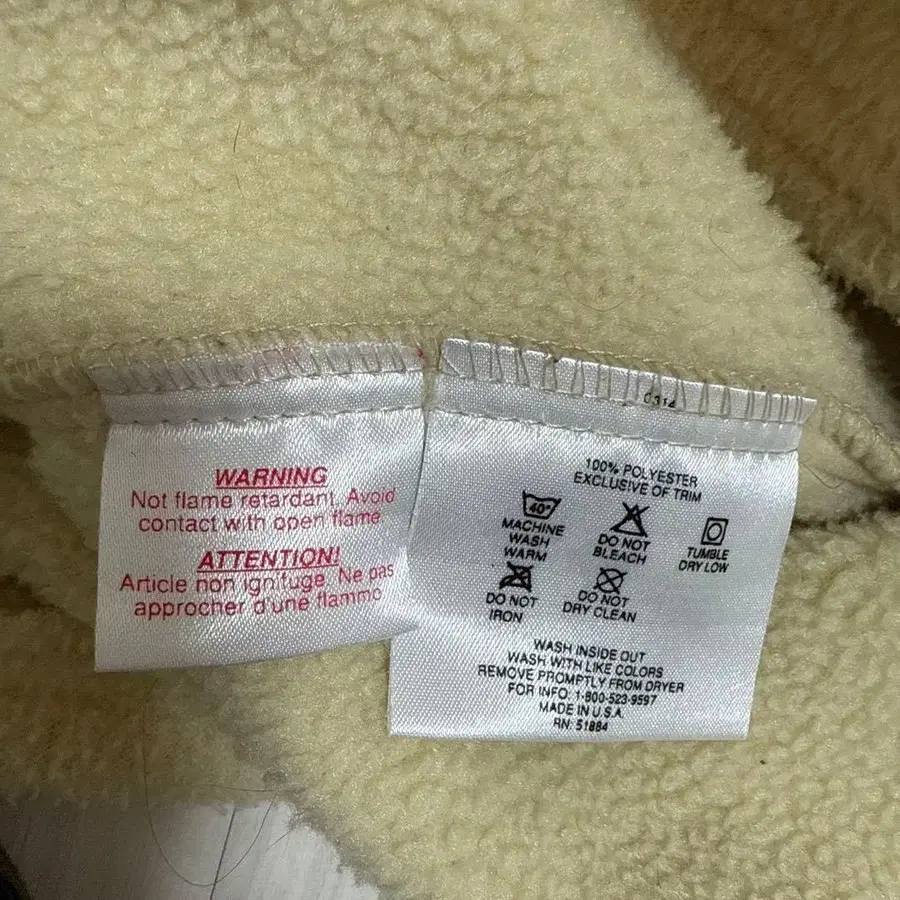 WARNING
Not flame retardant. Avoid
contact with open flame
ATTENTION!
Article non ignifuge. Ne pas
approcher d'une flamme
0314
100% POLYESTER
EXCLUSIVE OF TRIM
40°
MACHINE
WASH
WARM
DO NOT
BLEACH
TUMBLE
DRY LOW
DO NOT
IRON
DO NOT
DRY CLEAN
WASH INSIDE OUT
WASH WITH LIKE COLORS
REMOVE PROMPTLY FROM DRYER
FOR INFO: 1-800-523-9597
MADE IN U.S.A.
RN: 51884